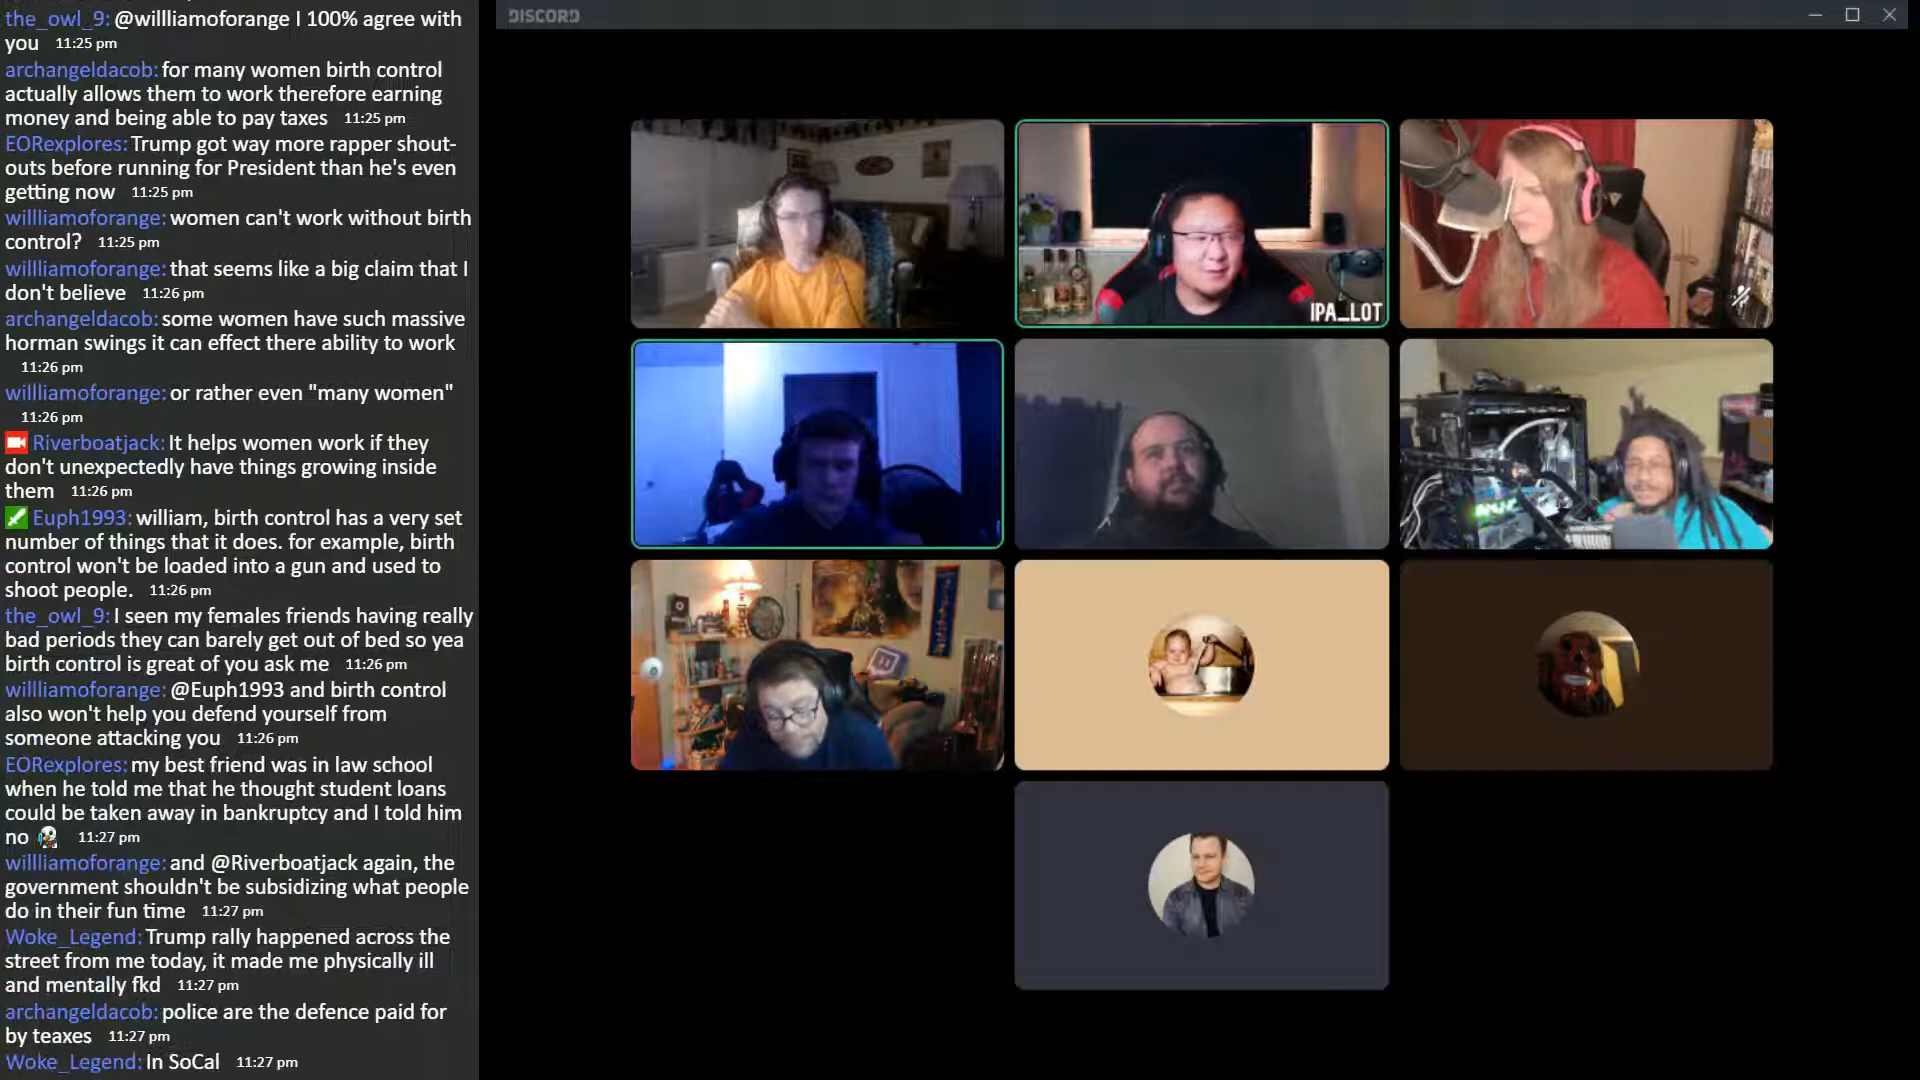 the_owl_9: @willliamoforange I 100% agree with
you 11:25 pm
archangeldacob: for many women birth control
actually allows them to work therefore earning
money and being able to pay taxes 11:25 pm
EORexplores: Trump got way more rapper shout-
outs before running for President than he's even
getting now 11:25 pm
willliamoforange: women can't work without birth
control? 11:25 pm
willliamoforange: that seems like a big claim that I
don't believe 11:26 pm
archangeldacob: some women have such massive
horman swings it can effect there ability to work
11:26 pm
willliamoforange: or rather even "many women"
11:26 pm
Riverboatjack: It helps women work if they
don't unexpectedly have things growing inside
them 11:26 pm
Euph1993: william, birth control has a very set
number of things that it does. for example, birth
control won't be loaded into a gun and used to
shoot people. 11:26 pm
the_owl_9: I seen my females friends having really
bad periods they can barely get out of bed so yea
birth control is great of you ask me 11:26 pm
willliamoforange: @Euph1993 and birth control
also won't help you defend yourself from
someone attacking you 11:26 pm
EORexplores: my best friend was in law school
when he told me that he thought student loans
could be taken away in bankruptcy and I told him
no 11:27 pm
willliamoforange: and @Riverboatjack again, the
government shouldn't be subsidizing what people
do in their fun time 11:27 pm
Woke_Legend: Trump rally happened across the
street from me today, it made me physically ill
and mentally fkd 11:27 pm
archangeldacob: police are the defence paid for
by teaxes 11:27 pm
Woke_Legend: In SoCal 11:27 pm
DISCORD
IPA_LOT